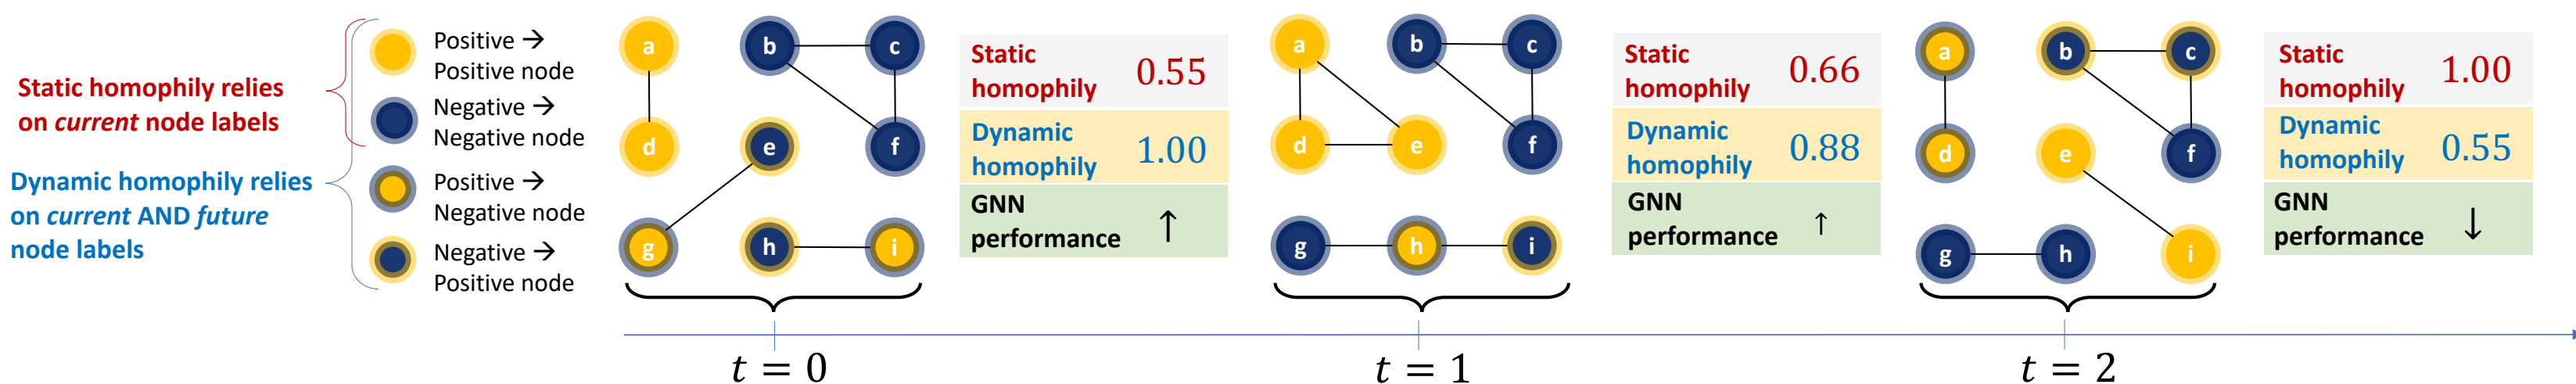 Static homophily relies
on current node labels
Dynamic homophily relies
on current AND future
node labels
Positive →
Positive node
Negative →
Negative node
Positive →
Negative node
Negative →
Positive node
a
b
c
d
e
f
g
h
i
Static
homophily
0.55
Dynamic
homophily
1.00
GNN
performance
↑
t = 0
a
b
c
d
e
f
g
h
i
Static
homophily
0.66
Dynamic
homophily
0.88
GNN
performance
↑
t = 1
a
b
c
d
e
f
g
h
i
Static
homophily
1.00
Dynamic
homophily
0.55
GNN
performance
↓
t = 2